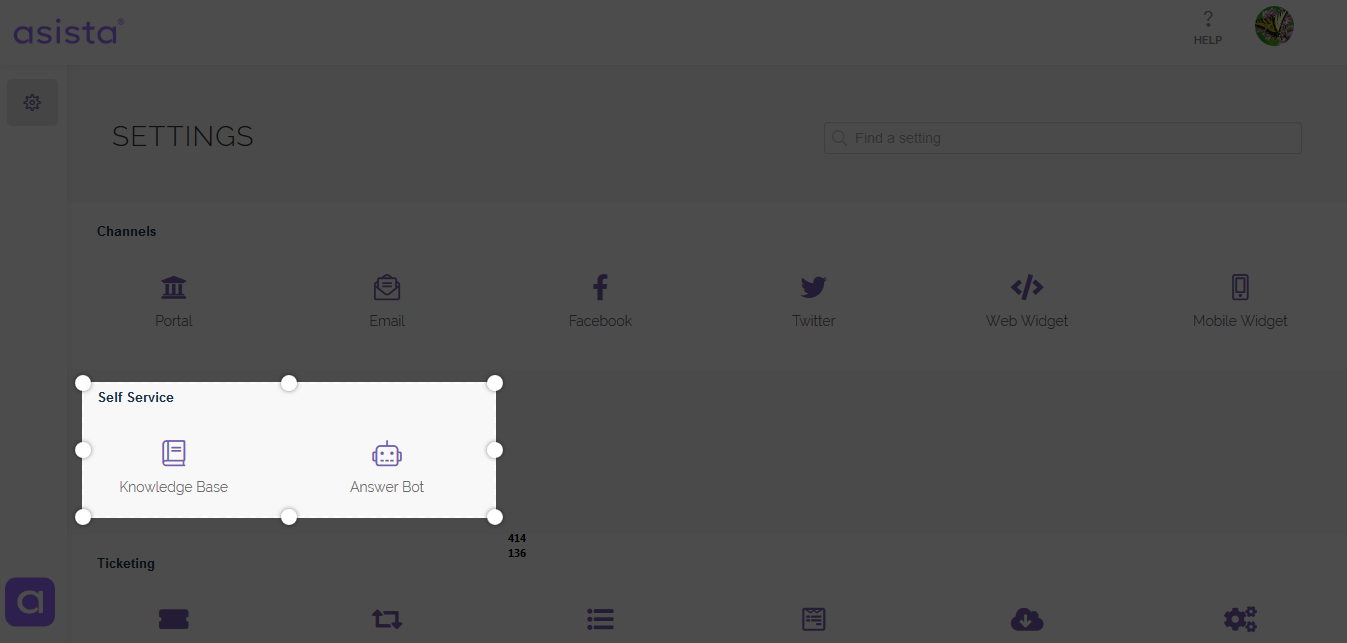 asista®
?
HELP
SETTINGS
Find a setting
Channels
Portal
Email
Facebook
Twitter
Web Widget
Mobile Widget
Self Service
Knowledge Base
Answer Bot
414
136
Ticketing
a